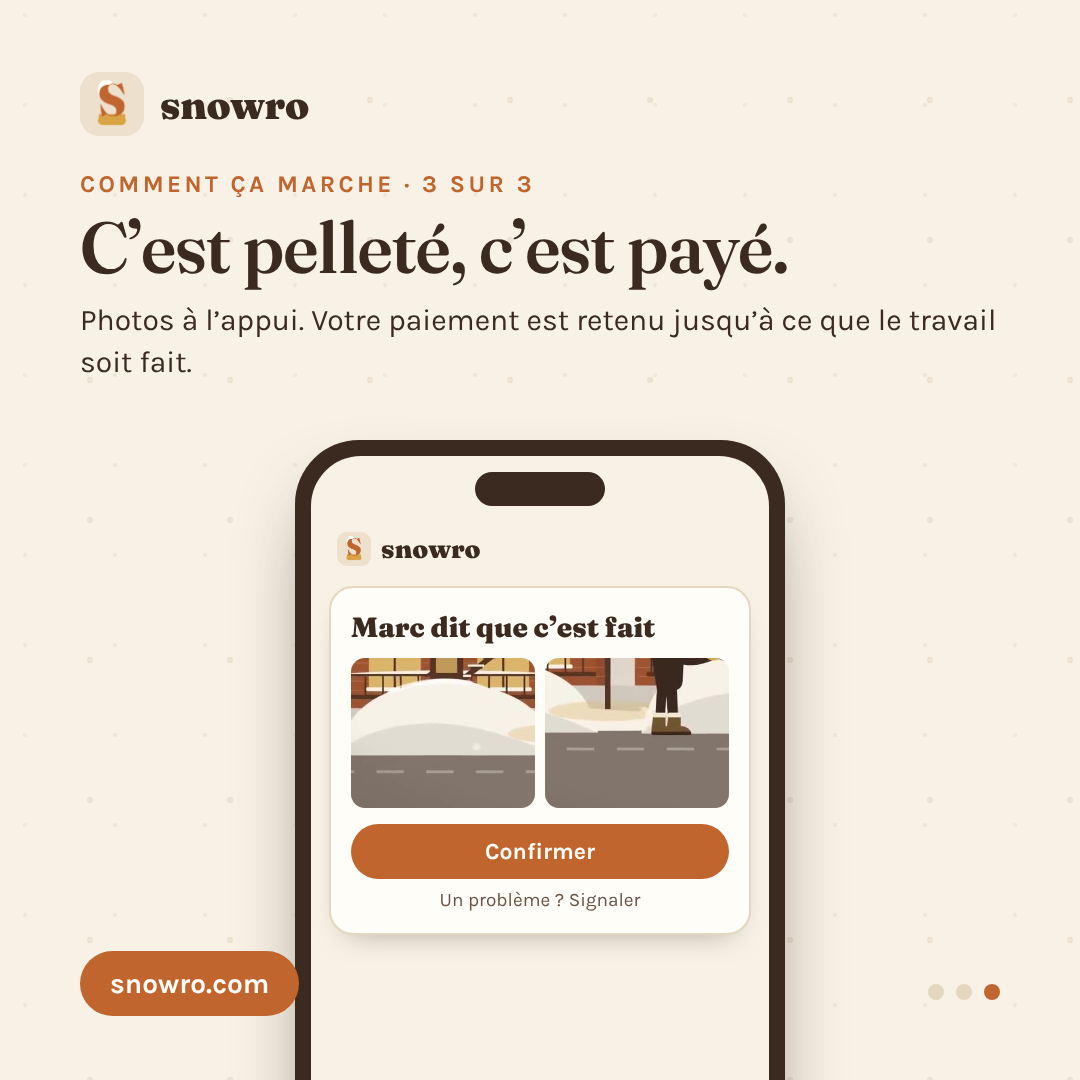 S
snowro
COMMENT ÇA MARCHE · 3 SUR 3
C’est pelleté, c’est payé.
Photos à l’appui. Votre paiement est retenu jusqu’à ce que le travail
soit fait.
S
snowro
Marc dit que c’est fait
Confirmer
Un problème ? Signaler
snowro.com